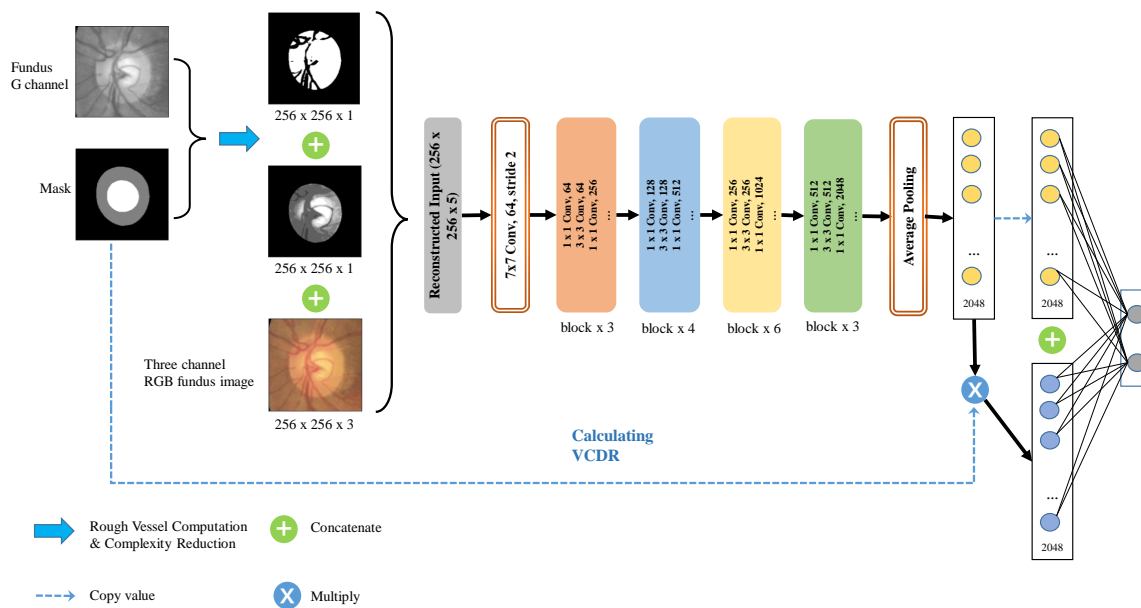 Fundus
G channel
Mask
256 x 256 x 1
+
256 x 256 x 1
+
Three channel
RGB fundus image
256 x 256 x 3
Reconstructed Input (256 x
256 x 5)
7x7 Conv, 64, stride 2
1 x 1 Conv, 64
3 x 3 Conv, 64
1 x 1 Conv, 256
...
block x 3
1 x 1 Conv, 128
3 x 3 Conv, 128
1 x 1 Conv, 512
...
block x 4
1 x 1 Conv, 256
3 x 3 Conv, 256
1 x 1 Conv, 1024
...
block x 6
1 x 1 Conv, 512
3 x 3 Conv, 512
1 x 1 Conv, 2048
...
block x 3
Average Pooling
...
2048
...
2048
+
X
...
2048
Calculating
VCDR
Rough Vessel Computation
& Complexity Reduction
+
Concatenate
Copy value
X
Multiply